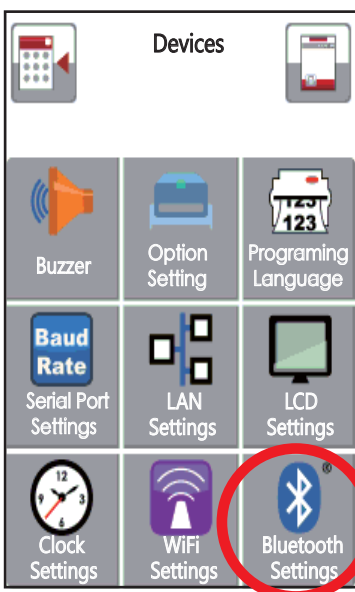 Devices
Buzzer
Option
Setting
123
123
Programing
Language
Baud
Rate
Serial Port
Settings
LAN
Settings
LCD
Settings
12
9
3
6
Clock
Settings
WiFi
Settings
®
Bluetooth
Settings